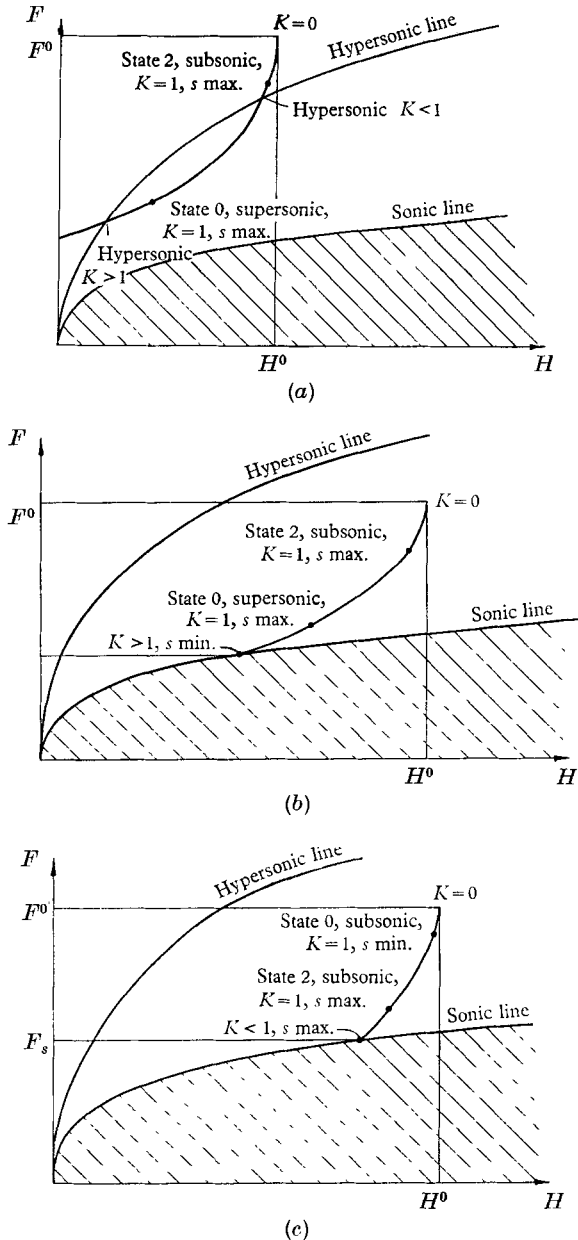 F
F⁰
K=0
Hypersonic line
State 2, subsonic,
K=1, s max.
Hypersonic K<1
State 0, supersonic,
K=1, s max.
Sonic line
Hypersonic
K>1
H⁰
H
(a)
F
Hypersonic line
F⁰
K=0
State 2, subsonic,
K=1, s max.
State 0, supersonic,
K=1, s max.
Sonic line
K>1, s min.
H⁰
H
(b)
F
Hypersonic line
K=0
F⁰
State 0, subsonic,
K=1, s min.
State 2, subsonic,
K=1, s max.
Sonic line
K<1, s max.
F_s
H⁰
H
(c)